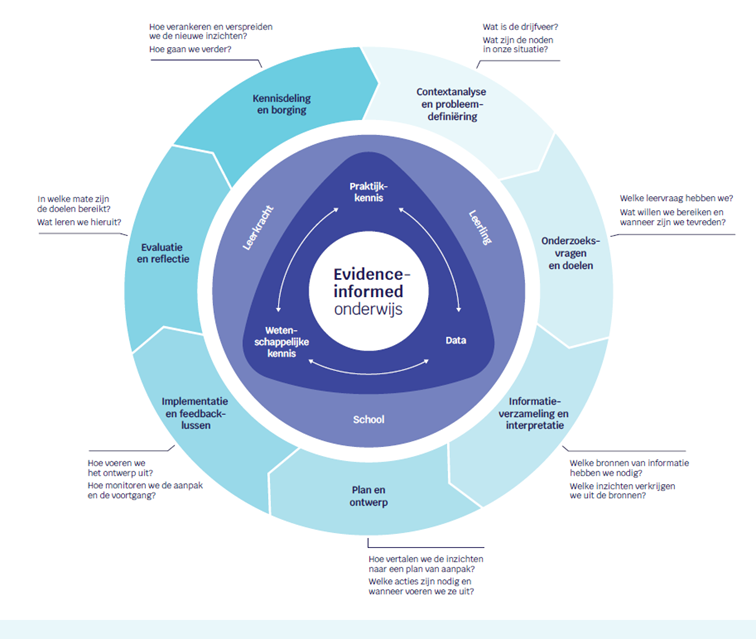 Hoe verankeren en verspreiden
we de nieuwe inzichten?
Hoe gaan we verder?
Wat is de drijfveer?
Wat zijn de noden
in onze situatie?
Kennisdeling
en borging
Contextanalyse
en probleem-
definiëring
In welke mate zijn
de doelen bereikt?
Wat leren we hieruit?
Welke leervraag hebben we?
Wat willen we bereiken en
wanneer zijn we tevreden?
Evaluatie
en reflectie
Onderzoeks-
vragen
en doelen
Leerkracht
Praktijk-
kennis
Leerling
Evidence-
informed
onderwijs
Weten-
schappelijke
kennis
Data
School
Implementatie
en feedback-
lussen
Informatie-
verzameling en
interpretatie
Hoe voeren we
het ontwerp uit?
Hoe monitoren we de aanpak
en de voortgang?
Plan en
ontwerp
Welke bronnen van informatie
hebben we nodig?
Welke inzichten verkrijgen
we uit de bronnen?
Hoe vertalen we de inzichten
naar een plan van aanpak?
Welke acties zijn nodig en
wanneer voeren we ze uit?